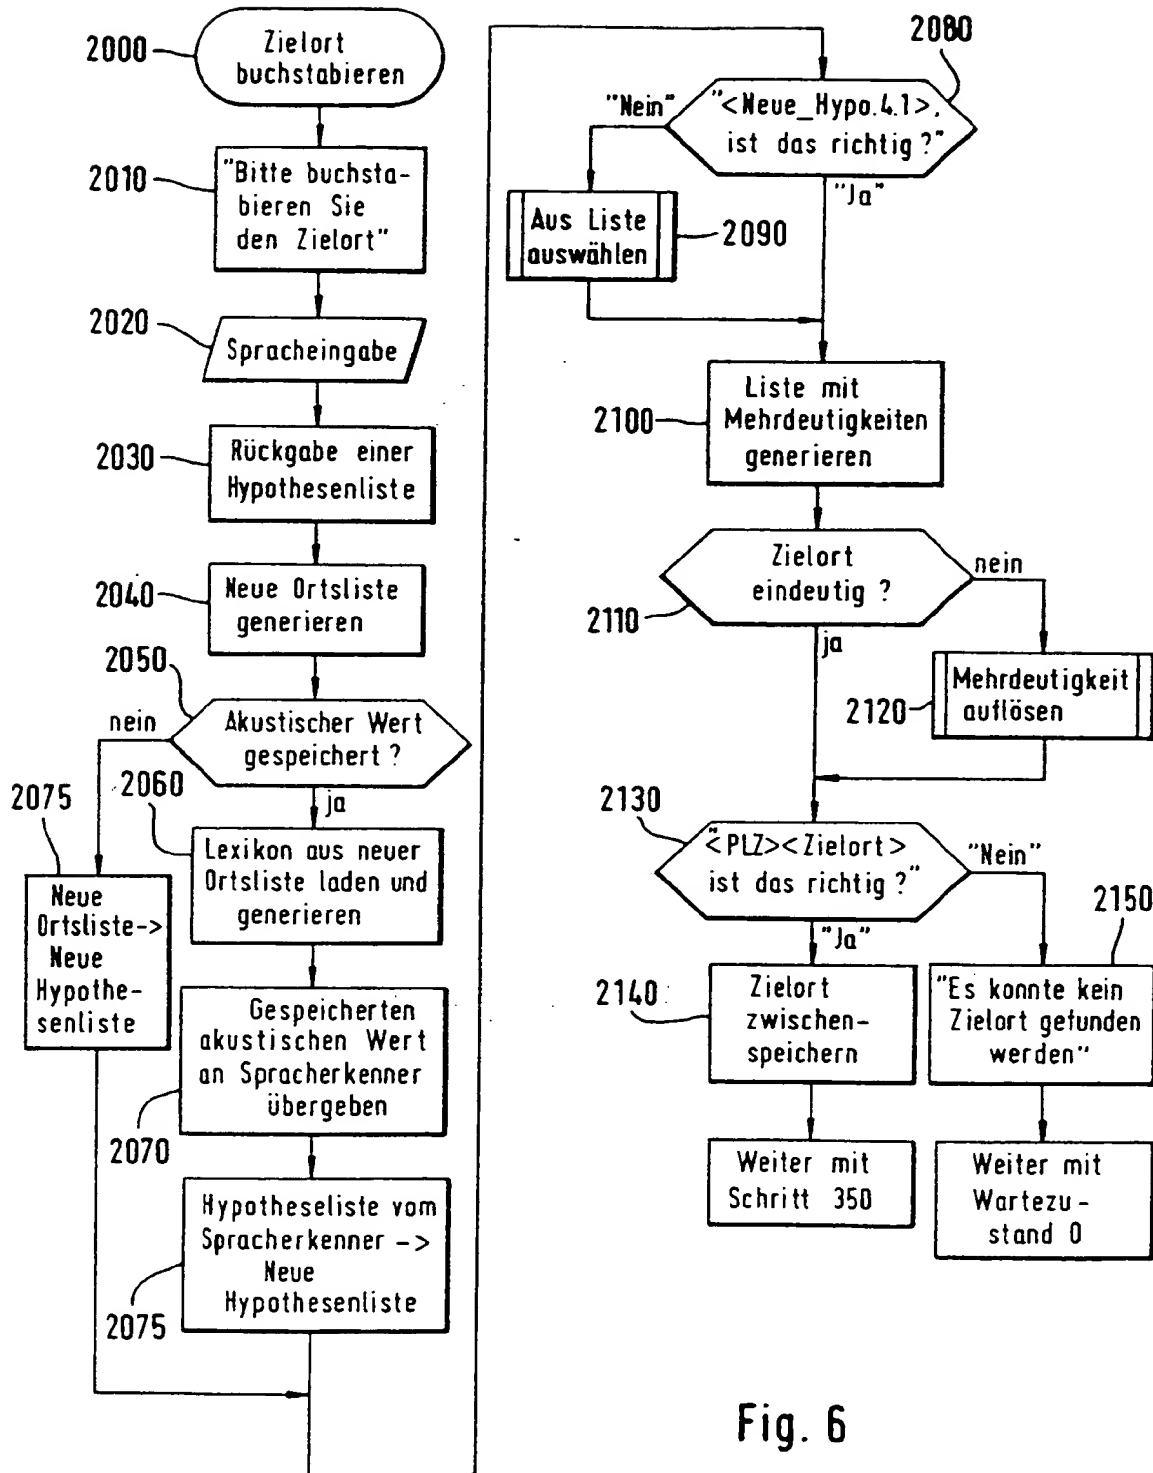 2000
Zielort
buchstabieren
2010
"Bitte buchsta-
bieren Sie
den Zielort"
2020
Spracheingabe
2030
Rückgabe einer
Hypothesenliste
2040
Neue Ortsliste
generieren
2050
nein
Akustischer Wert
gespeichert ?
ja
2060
Lexikon aus neuer
Ortsliste laden und
generieren
2075
Neue
Ortsliste->
Neue
Hypothe-
senliste
Gespeicherten
akustischen Wert
an Spracherkenner
übergeben
2070
Hypotheseliste vom
Spracherkenner ->
Neue
Hypothesenliste
2075
2080
"<Neue_Hypo.4.1>,
ist das richtig ?"
"Nein"
"Ja"
Aus Liste
auswählen
2090
2100
Liste mit
Mehrdeutigkeiten
generieren
Zielort
eindeutig ?
nein
2110
ja
Mehrdeutigkeit
auflösen
2120
2130
"<PLZ><Zielort>
ist das richtig ?"
"Nein"
"Ja"
2140
Zielort
zwischen-
speichern
2150
"Es konnte kein
Zielort gefunden
werden"
Weiter mit
Schritt 350
Weiter mit
Wartezu-
stand 0
Fig. 6